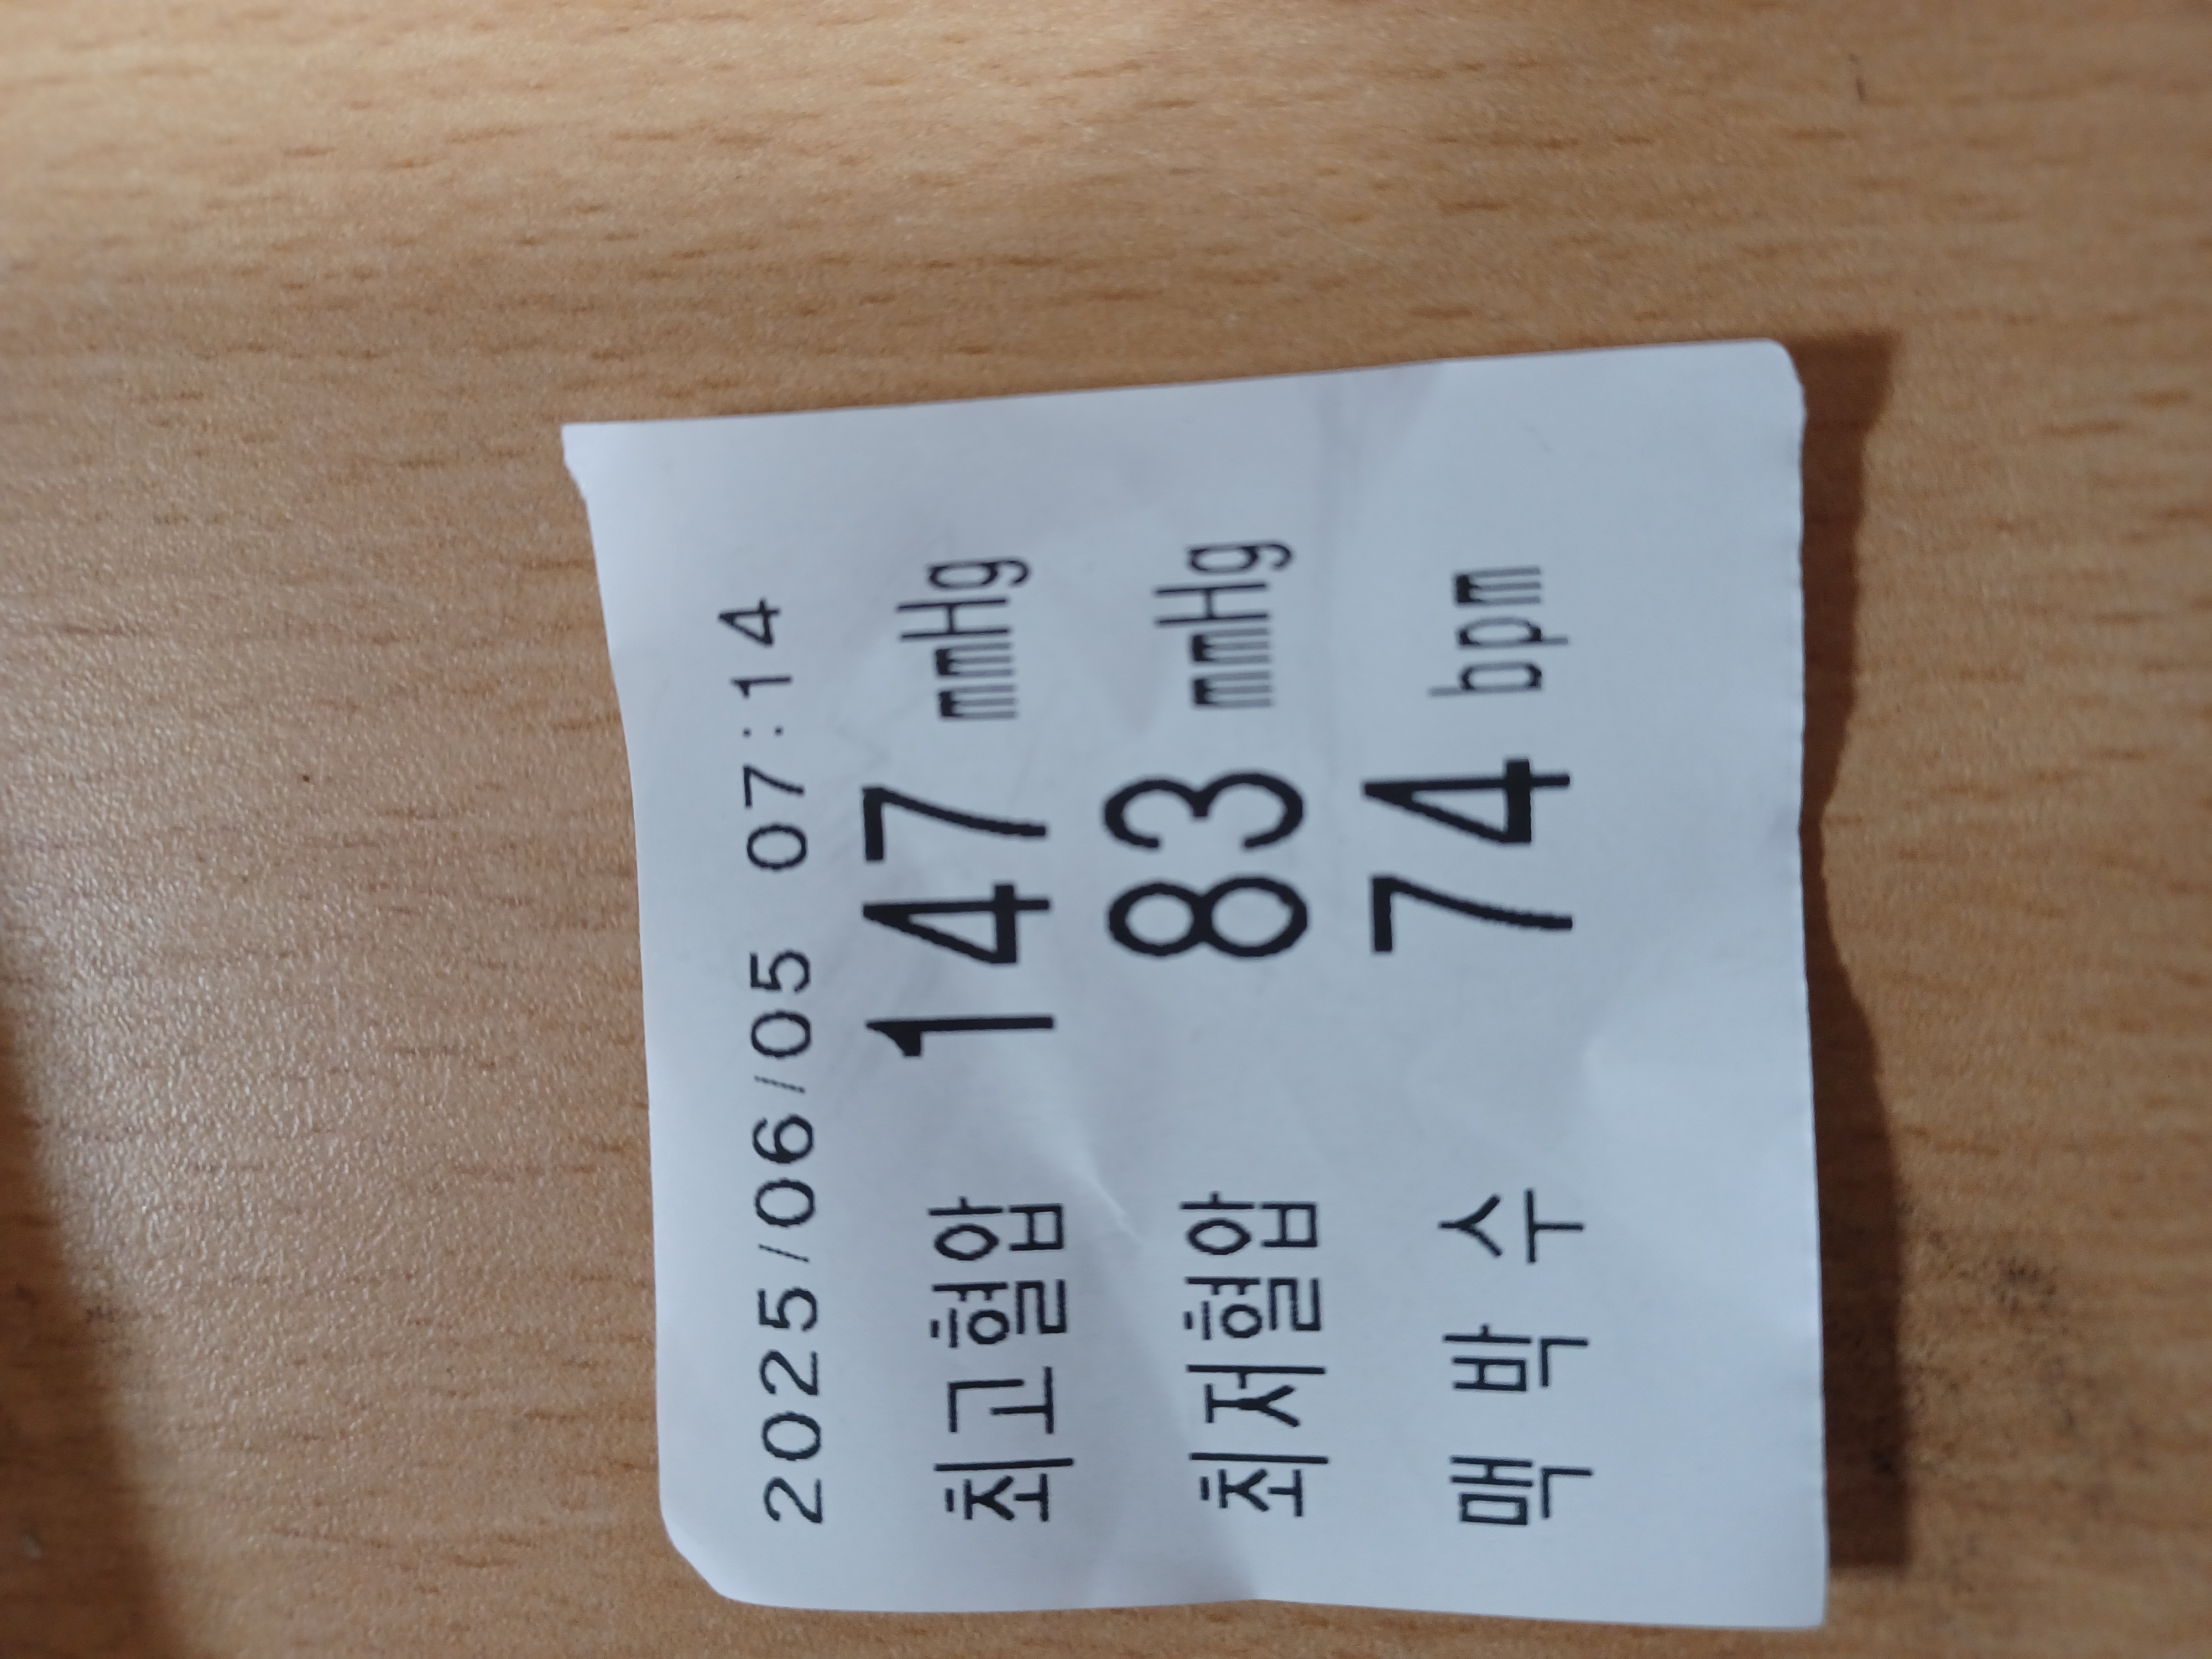 2025/06/05 07:14
최고혈압 147 mmHg
최저혈압 83 mmHg
맥 박 수 74 bpm